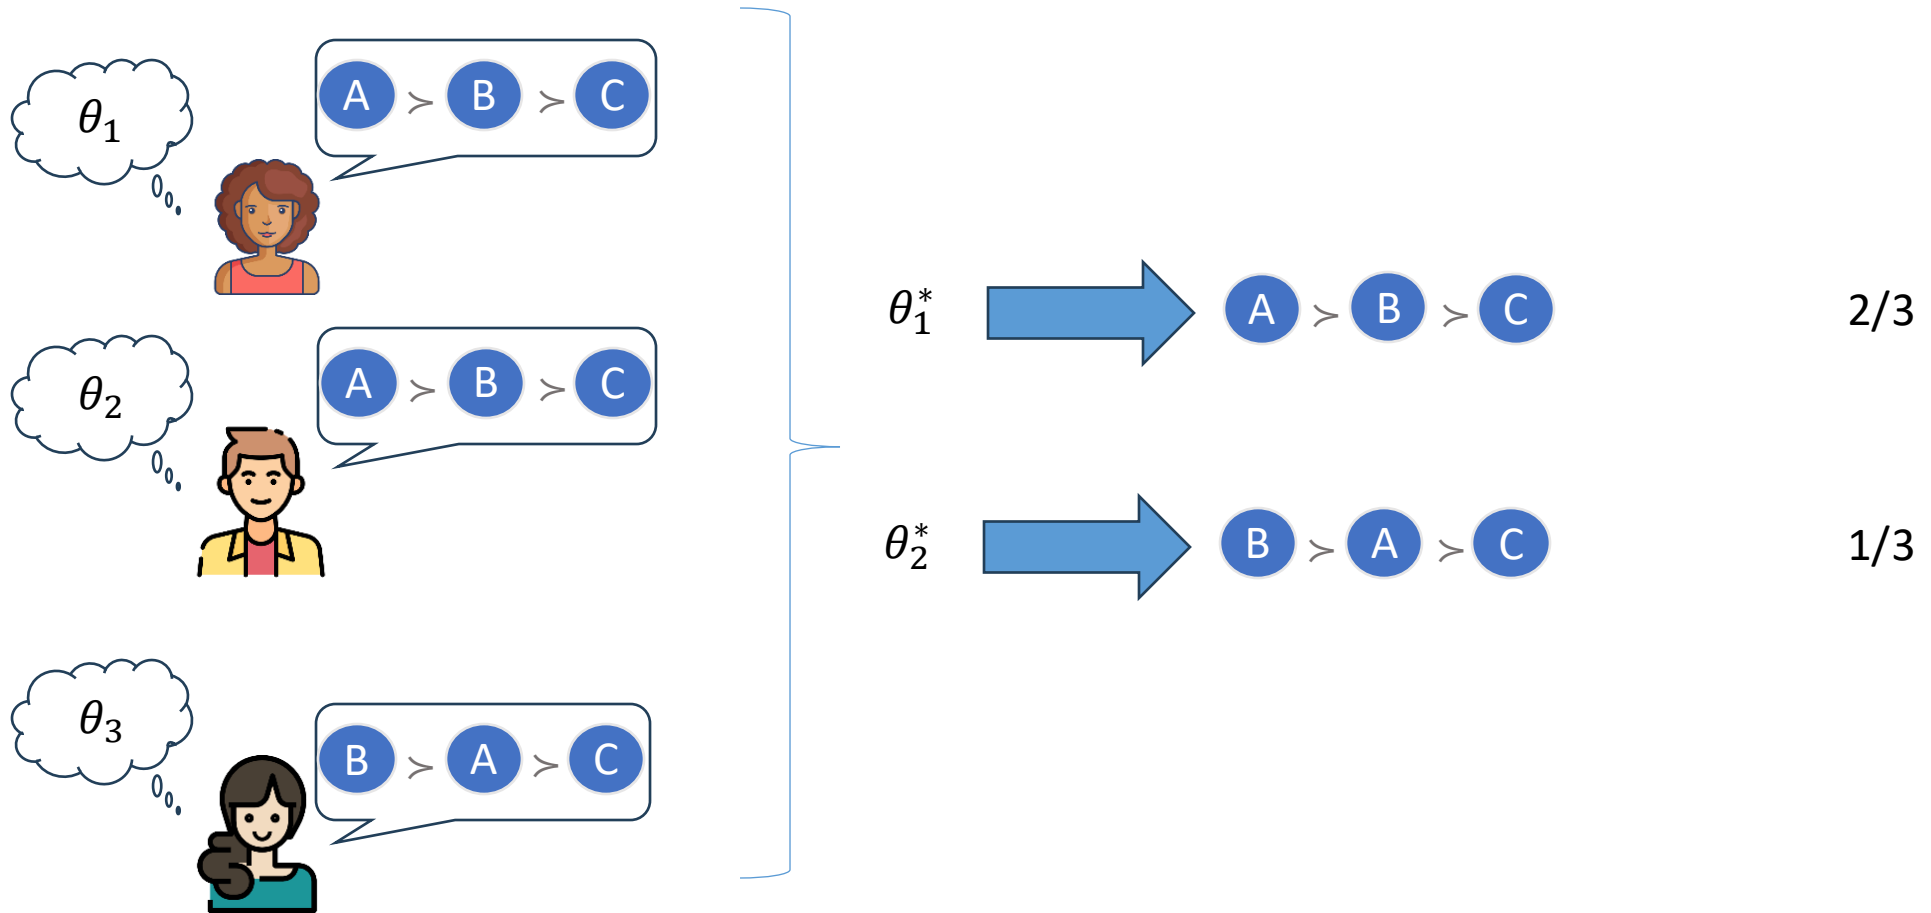 θ₁
A ≻ B ≻ C
θ₂
A ≻ B ≻ C
θ₃
B ≻ A ≻ C
θ₁* A ≻ B ≻ C 2/3
θ₂* B ≻ A ≻ C 1/3